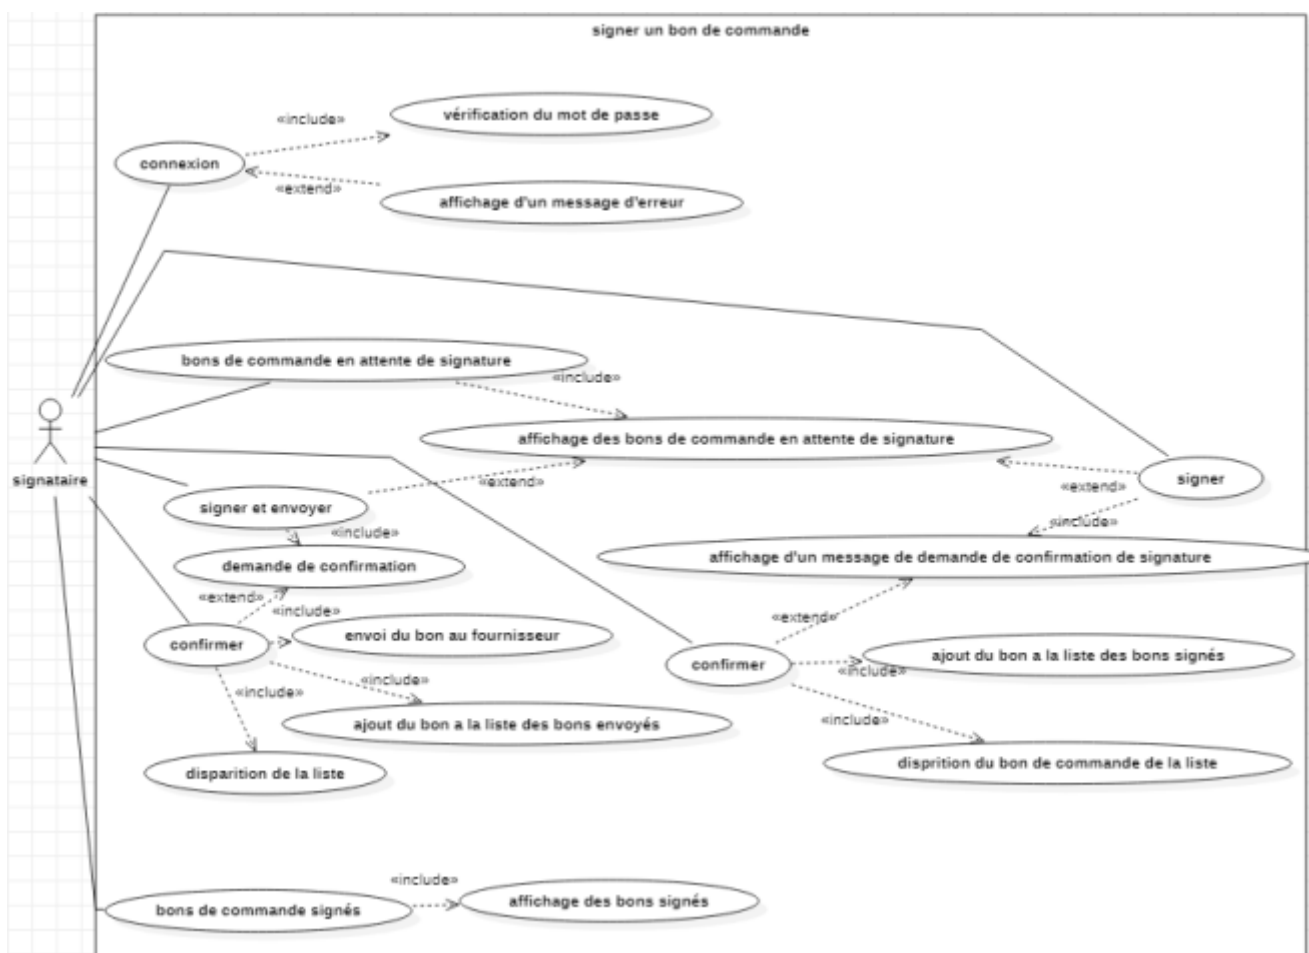 signer un bon de commande
«include»
vérification du mot de passe
connexion
«extend»
affichage d'un message d'erreur
bons de commande en attente de signature
«include»
affichage des bons de commande en attente de signature
signataire
«extend»
signer
«extend»
signer et envoyer
«include»
«include»
affichage d'un message de demande de confirmation de signature
demande de confirmation
«extend»
«include»
«extend»
envoi du bon au fournisseur
confirmer
ajout du bon a la liste des bons signés
confirmer
«include»
«include»
«include»
«include»
ajout du bon a la liste des bons envoyés
disparition de la liste
disprition du bon de commande de la liste
«include»
bons de commande signés
affichage des bons signés